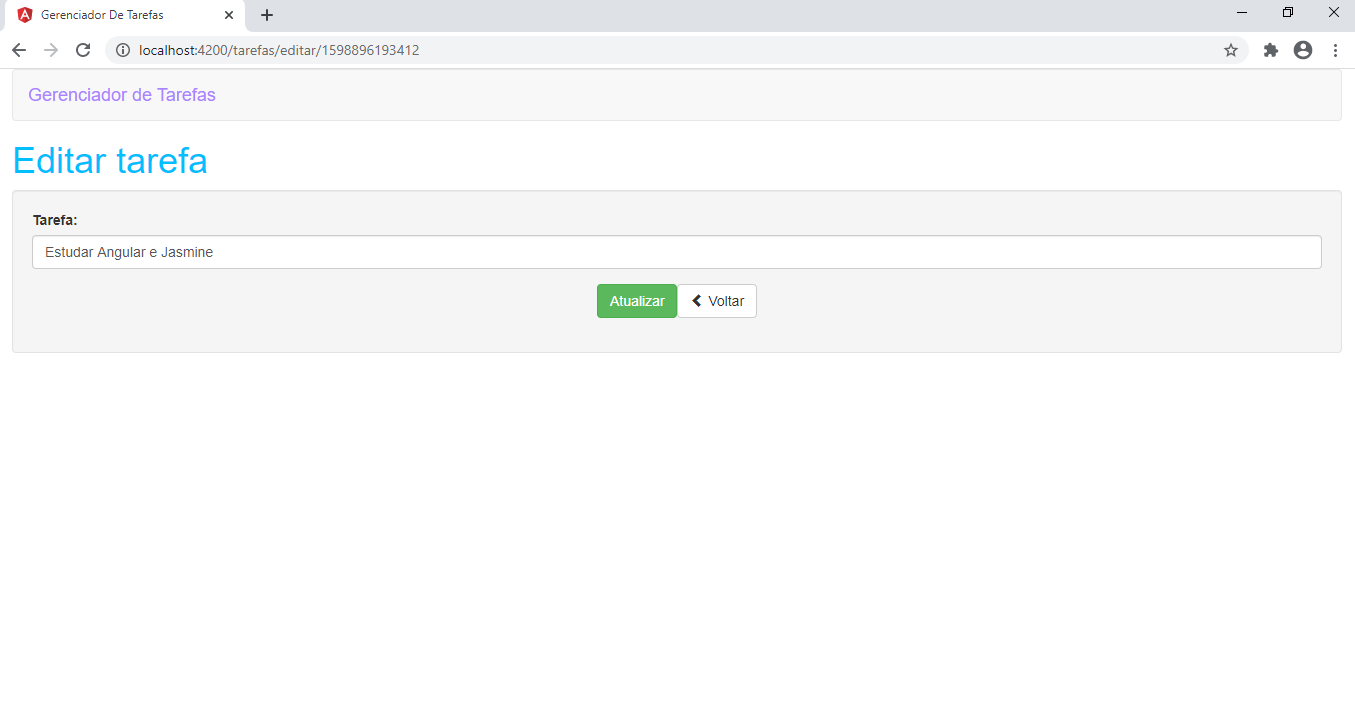 Gerenciador De Tarefas
localhost:4200/tarefas/editar/1598896193412
Gerenciador de Tarefas
Editar tarefa
Tarefa:
Estudar Angular e Jasmine
Atualizar Voltar